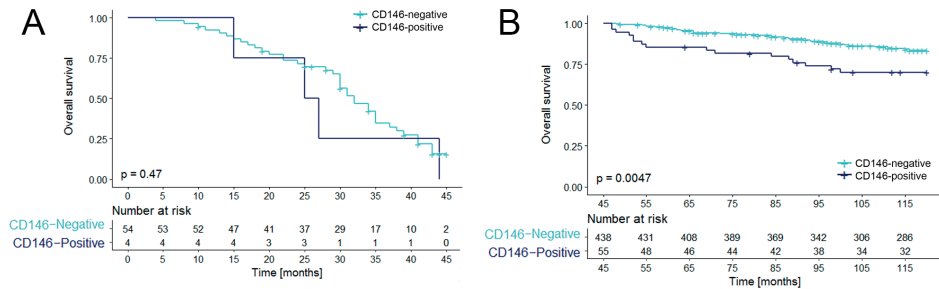 A
CD146-negative
CD146-positive
Overall survival
1.00
0.75
0.50
0.25
0.00
p = 0.47
0 5 10 15 20 25 30 35 40 45
Number at risk
CD146-Negative 54 53 52 47 41 37 29 17 10 2
CD146-Positive 4 4 4 4 3 3 1 1 1 0
0 5 10 15 20 25 30 35 40 45
Time [months]
B
Overall survival
1.00
0.75
0.50
0.25
0.00
CD146-negative
CD146-positive
p = 0.0047
45 55 65 75 85 95 105 115
Number at risk
CD146-Negative 438 431 408 389 369 342 306 286
CD146-Positive 55 48 46 44 42 38 34 32
45 55 65 75 85 95 105 115
Time [months]